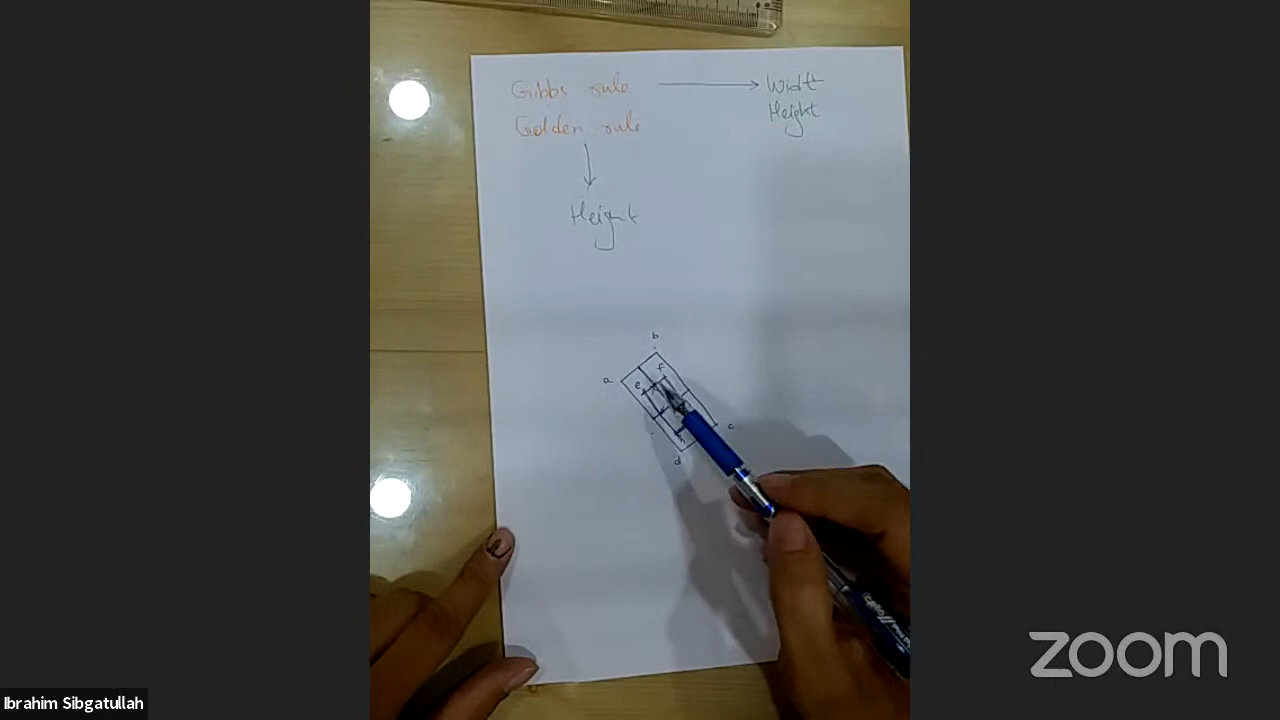 Gibbs rule → Width
Height
Golden rule
↓
Height
b
f
a
e
c
h
d
ZOOM
Ibrahim Sibgatullah